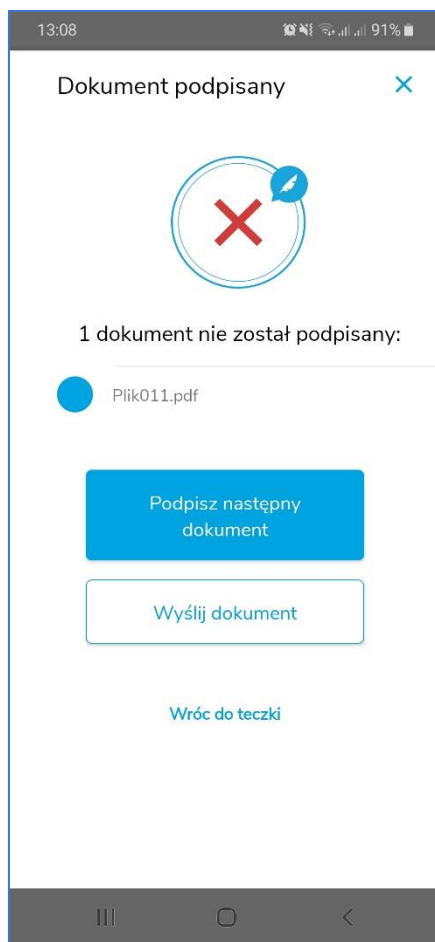 13:08
91%
Dokument podpisany
1 dokument nie został podpisany:
Plik011.pdf
Podpisz następny
dokument
Wyślij dokument
Wróc do teczki